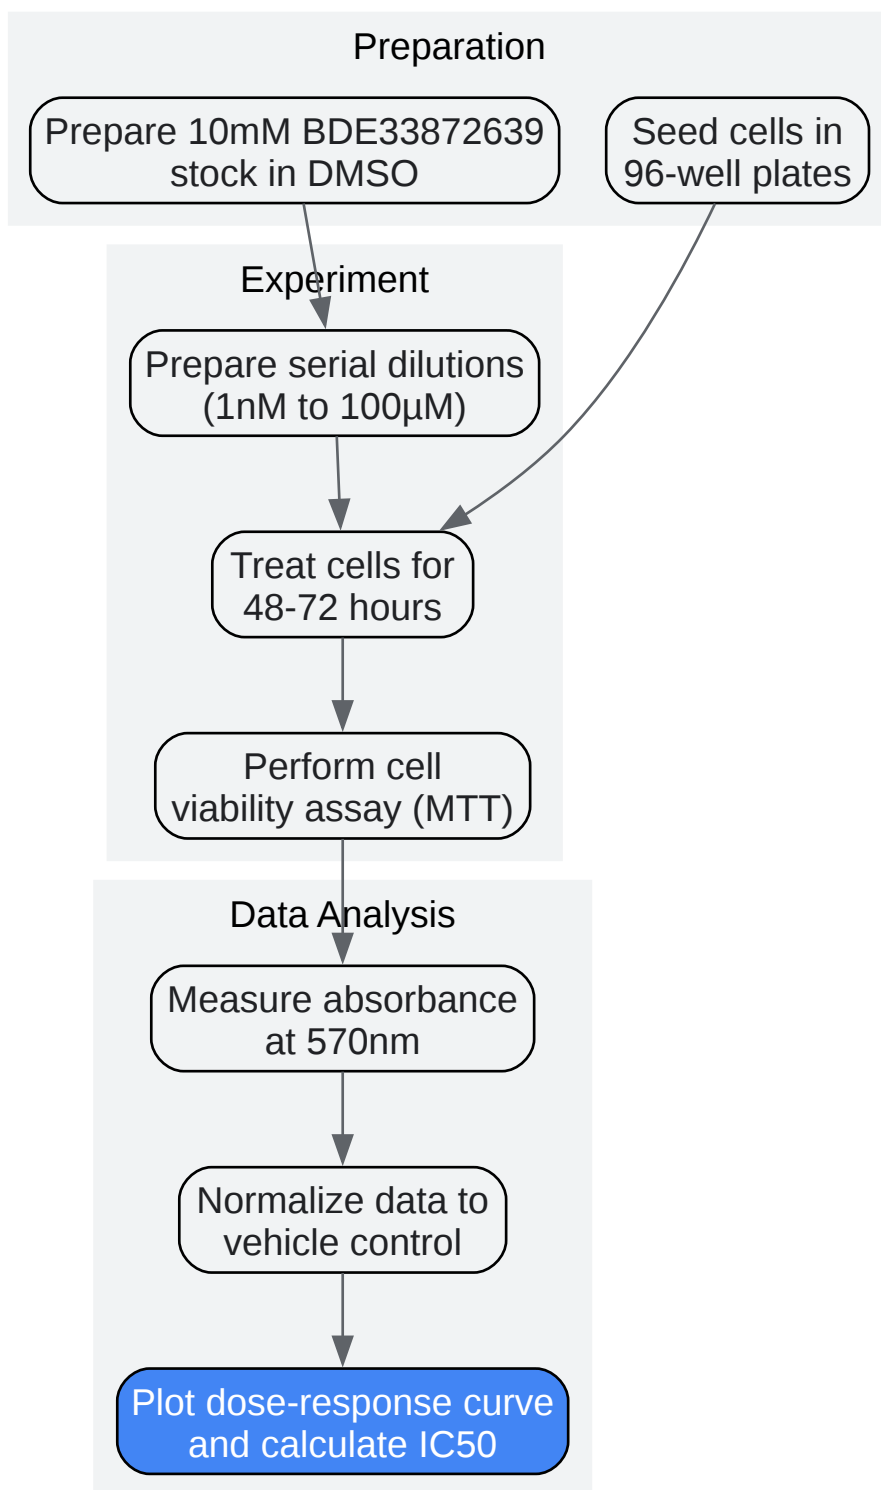 Preparation
Prepare 10mM BDE33872639
stock in DMSO
Seed cells in
96-well plates
Experiment
Prepare serial dilutions
(1nM to 100µM)
Treat cells for
48-72 hours
Perform cell
viability assay (MTT)
Data Analysis
Measure absorbance
at 570nm
Normalize data to
vehicle control
Plot dose-response curve
and calculate IC50